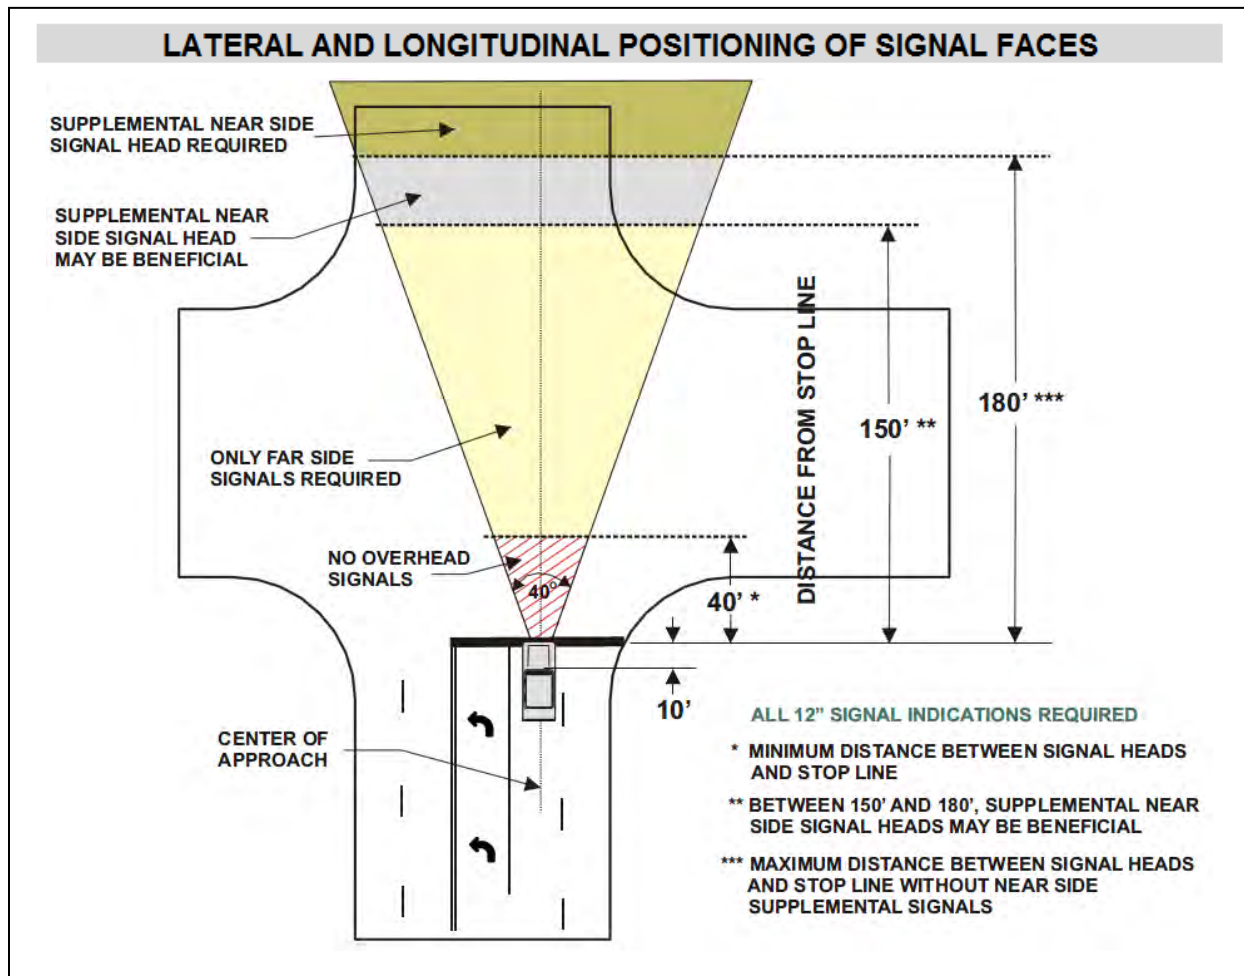 LATERAL AND LONGITUDINAL POSITIONING OF SIGNAL FACES
SUPPLEMENTAL NEAR SIDE
SIGNAL HEAD REQUIRED
SUPPLEMENTAL NEAR
SIDE SIGNAL HEAD
MAY BE BENEFICIAL
ONLY FAR SIDE
SIGNALS REQUIRED
NO OVERHEAD
SIGNALS
40°
CENTER OF
APPROACH
DISTANCE FROM STOP LINE
40’ *
150’ **
180’ ***
10’
ALL 12” SIGNAL INDICATIONS REQUIRED
* MINIMUM DISTANCE BETWEEN SIGNAL HEADS
AND STOP LINE
** BETWEEN 150’ AND 180’, SUPPLEMENTAL NEAR
SIDE SIGNAL HEADS MAY BE BENEFICIAL
*** MAXIMUM DISTANCE BETWEEN SIGNAL HEADS
AND STOP LINE WITHOUT NEAR SIDE
SUPPLEMENTAL SIGNALS